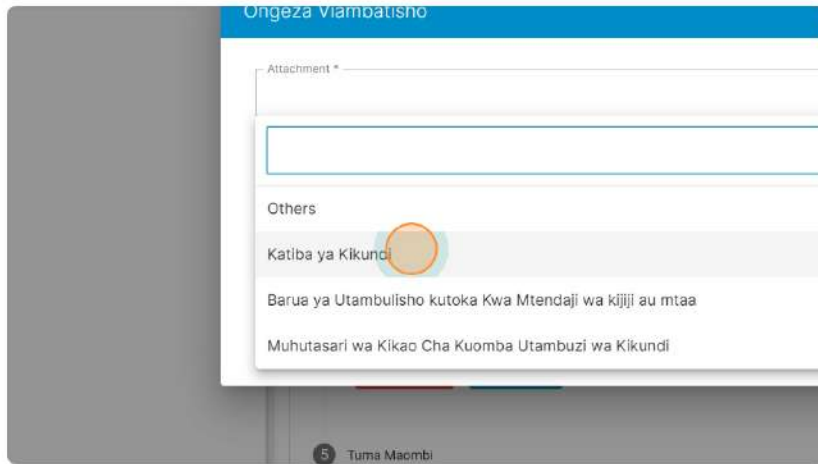 Ongeza Viambatisho
Attachment *
Others
Katiba ya Kikundi
Barua ya Utambulisho kutoka Kwa Mtendaji wa kijiji au mtaa
Muhutasari wa Kikao Cha Kuomba Utambuzi wa Kikundi
5 Tuma Maombi